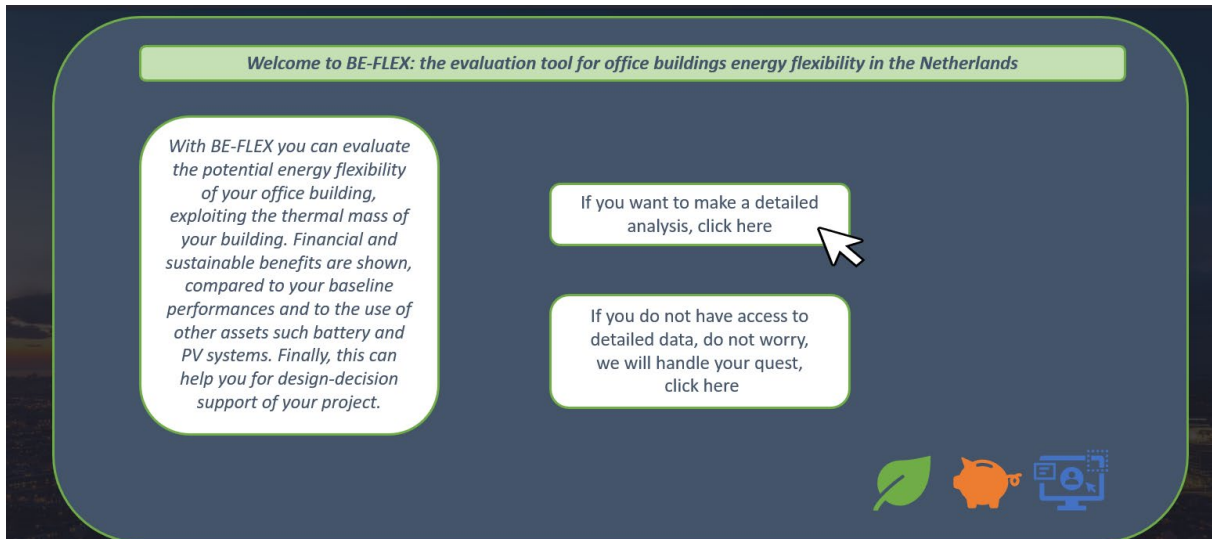 Welcome to BE-FLEX: the evaluation tool for office buildings energy flexibility in the Netherlands
With BE-FLEX you can evaluate
the potential energy flexibility
of your office building,
exploiting the thermal mass of
your building. Financial and
sustainable benefits are shown,
compared to your baseline
performances and to the use of
other assets such battery and
PV systems. Finally, this can
help you for design-decision
support of your project.
If you want to make a detailed
analysis, click here
If you do not have access to
detailed data, do not worry,
we will handle your quest,
click here